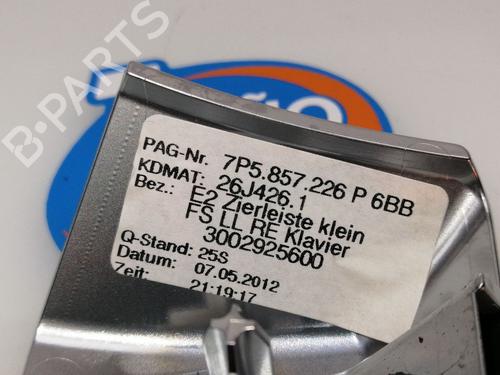 PAG-Nr. 7P5.857.226 P 6BB
KDMAT: 26J426.1
Bez.: E2 Zierleiste klein
FS LL RE Klavier
3002925600
Q-Stand: 25S
Datum: 07.05.2012
Zeit: 21:19:17
B-PARTS